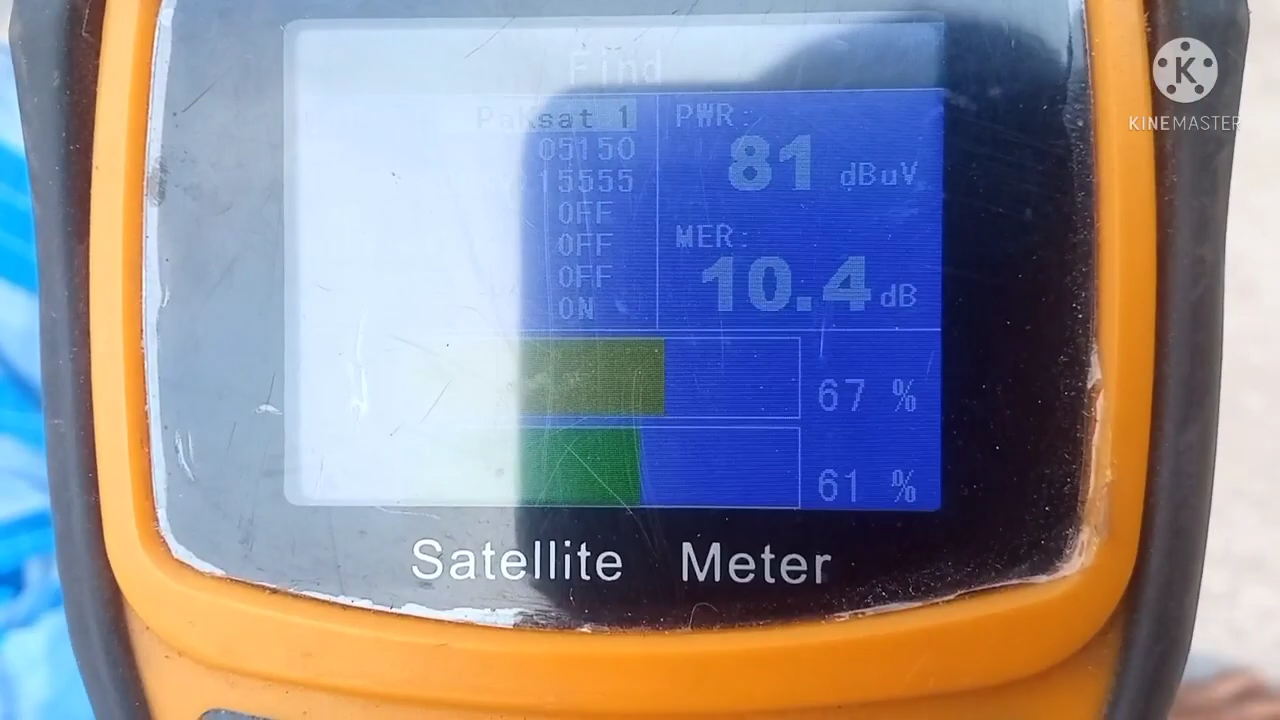 Find
Paksat 1
05150
15555
OFF
OFF
OFF
ON
PWR:
81 dBuV
MER:
10.4 dB
67 %
61 %
Satellite Meter
K
KINEMASTER